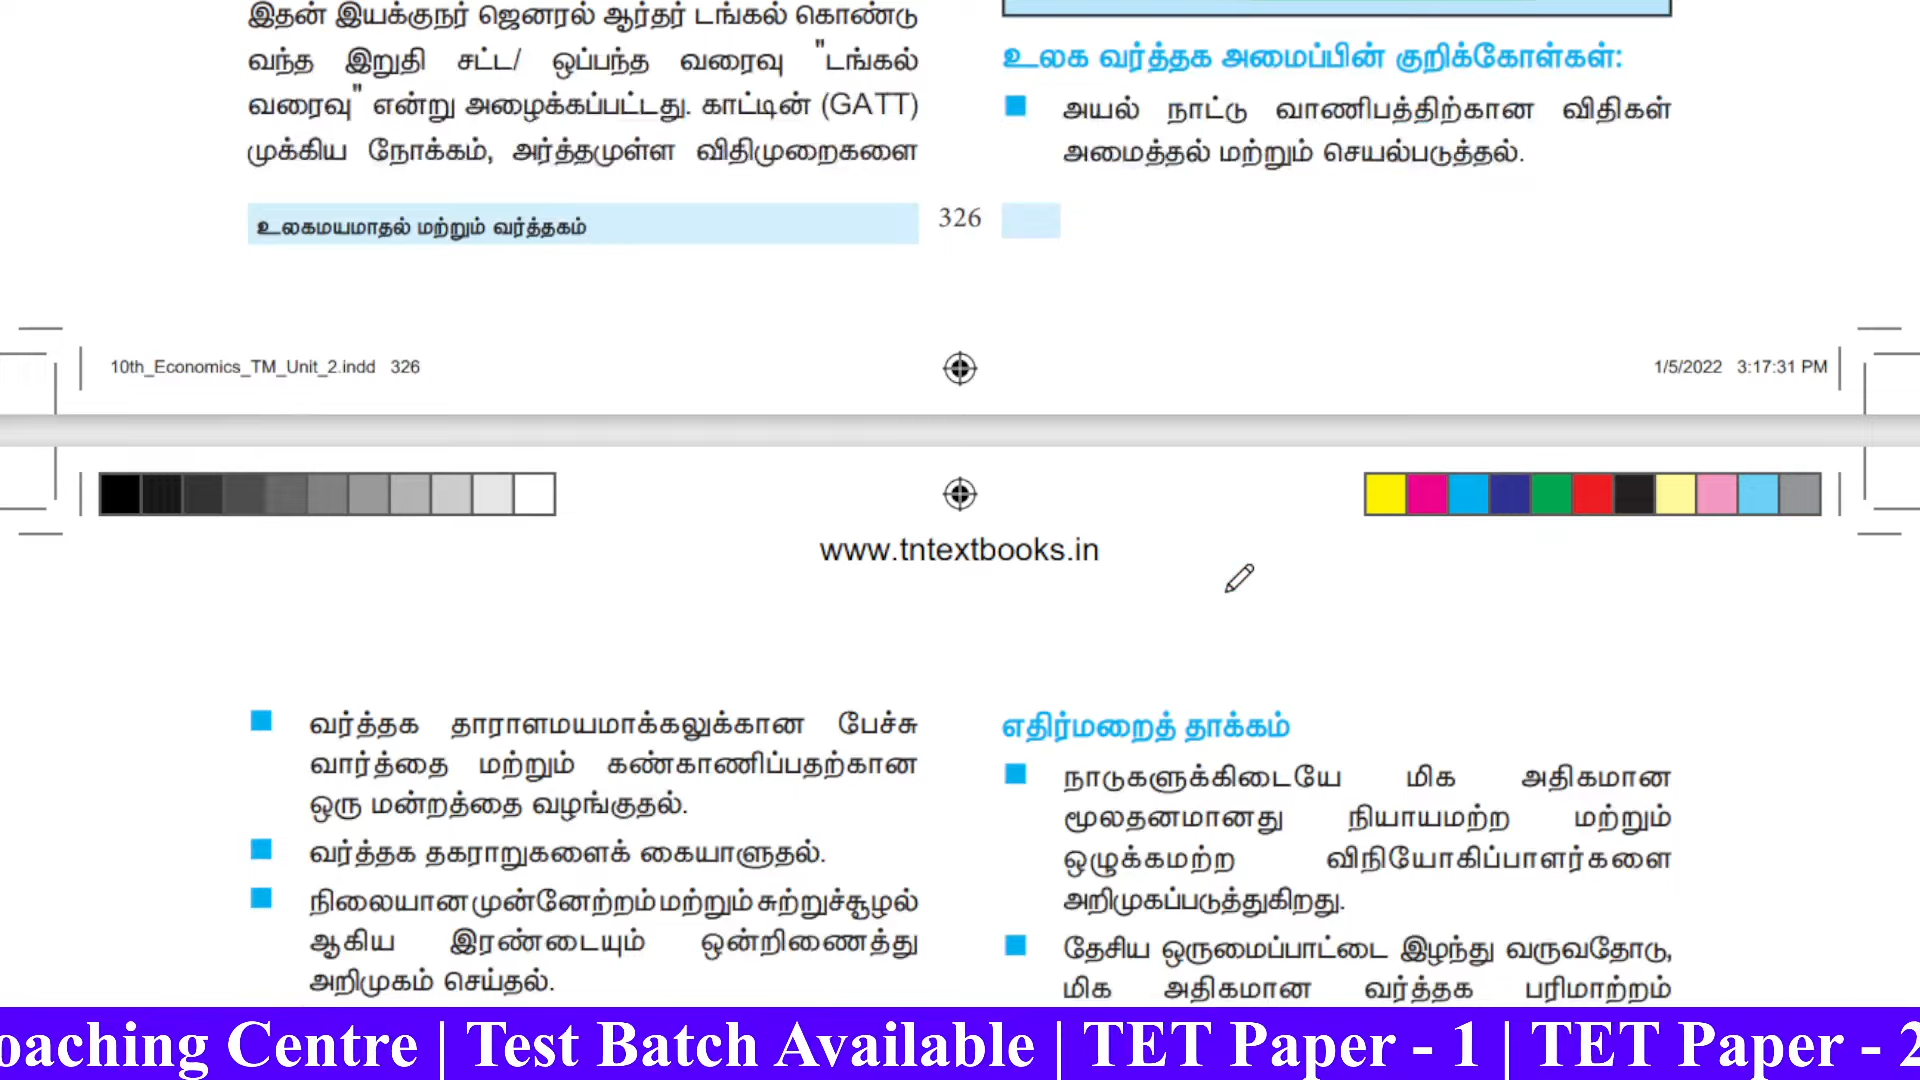 இதன் இயக்குநர் ஜெனரல் ஆர்தர் டங்கல் கொண்டு
வந்த இறுதி சட்ட/ ஒப்பந்த வரைவு "டங்கல்
வரைவு" என்று அழைக்கப்பட்டது. காட்டின் (GATT)
முக்கிய நோக்கம், அர்த்தமுள்ள விதிமுறைகளை
உலக வர்த்தக அமைப்பின் குறிக்கோள்கள்:
அயல் நாட்டு வாணிபத்திற்கான விதிகள்
அமைத்தல் மற்றும் செயல்படுத்தல்.
உலகமயமாதல் மற்றும் வர்த்தகம்
326
10th_Economics_TM_Unit_2.indd 326
1/5/2022 3:17:31 PM
www.tntextbooks.in
வர்த்தக தாராளமயமாக்கலுக்கான பேச்சு
வார்த்தை மற்றும் கண்காணிப்பதற்கான
ஒரு மன்றத்தை வழங்குதல்.
வர்த்தக தகராறுகளைக் கையாளுதல்.
நிலையான முன்னேற்றம் மற்றும் சுற்றுச்சூழல்
ஆகிய இரண்டையும் ஒன்றிணைத்து
அறிமுகம் செய்தல்.
எதிர்மறைத் தாக்கம்
நாடுகளுக்கிடையே மிக அதிகமான
மூலதனமானது நியாயமற்ற மற்றும்
ஒழுக்கமற்ற விநியோகிப்பாளர்களை
அறிமுகப்படுத்துகிறது.
தேசிய ஒருமைப்பாட்டை இழந்து வருவதோடு,
மிக அதிகமான வர்த்தக பரிமாற்றம்
oaching Centre | Test Batch Available | TET Paper - 1 | TET Paper - 2